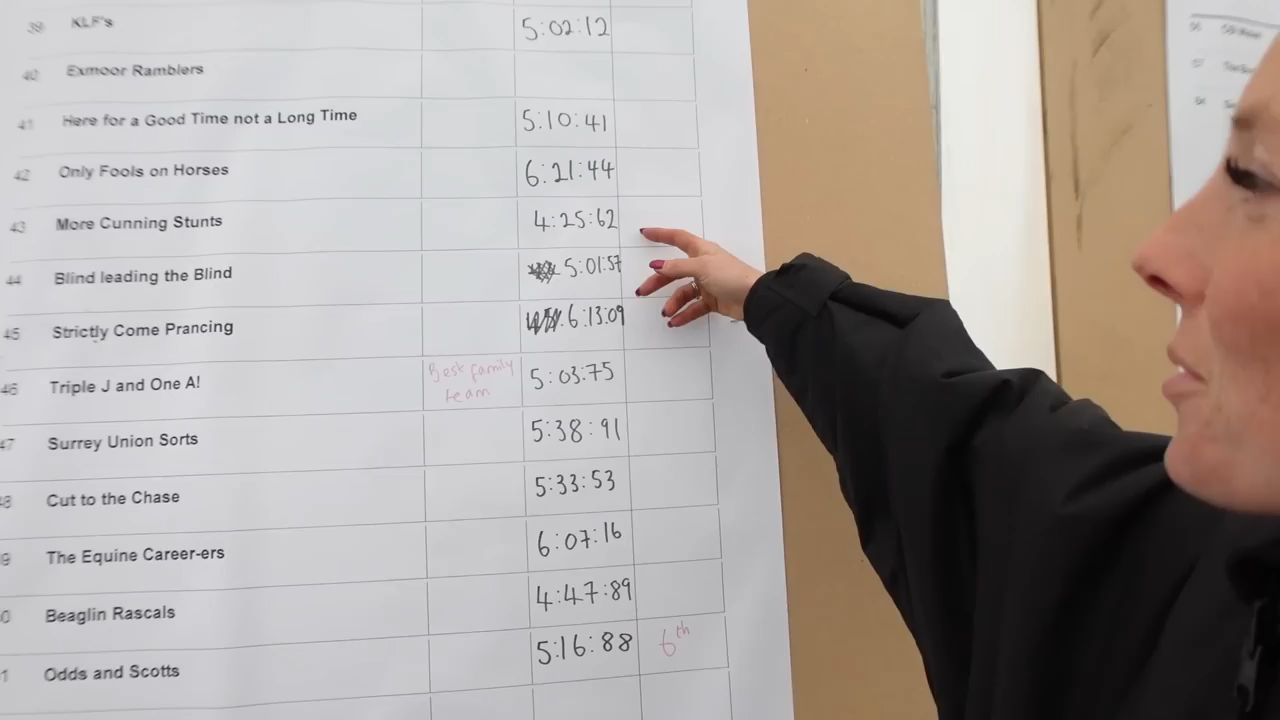 39 KLF's 5:02:12
40 Exmoor Ramblers
41 Here for a Good Time not a Long Time 5:10:41
42 Only Fools on Horses 6:21:44
43 More Cunning Stunts 4:25:62
44 Blind leading the Blind 5:01:57
45 Strictly Come Prancing 6:13:09
46 Triple J and One A! Best family team 5:03:75
47 Surrey Union Sorts 5:38:91
8 Cut to the Chase 5:33:53
9 The Equine Career-ers 6:07:16
0 Beaglin Rascals 4:47:89
1 Odds and Scotts 5:16:88 6th